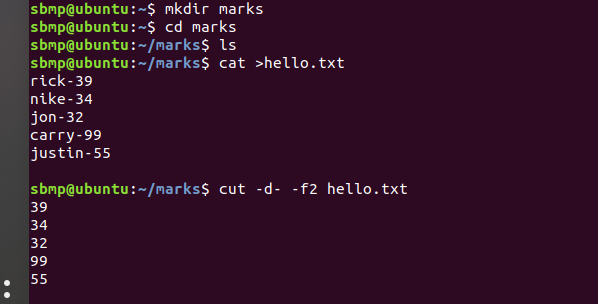 sbmp@ubuntu:~$ mkdir marks
sbmp@ubuntu:~$ cd marks
sbmp@ubuntu:~/marks$ ls
sbmp@ubuntu:~/marks$ cat >hello.txt
rick-39
nike-34
jon-32
carry-99
justin-55
sbmp@ubuntu:~/marks$ cut -d- -f2 hello.txt
39
34
32
99
55